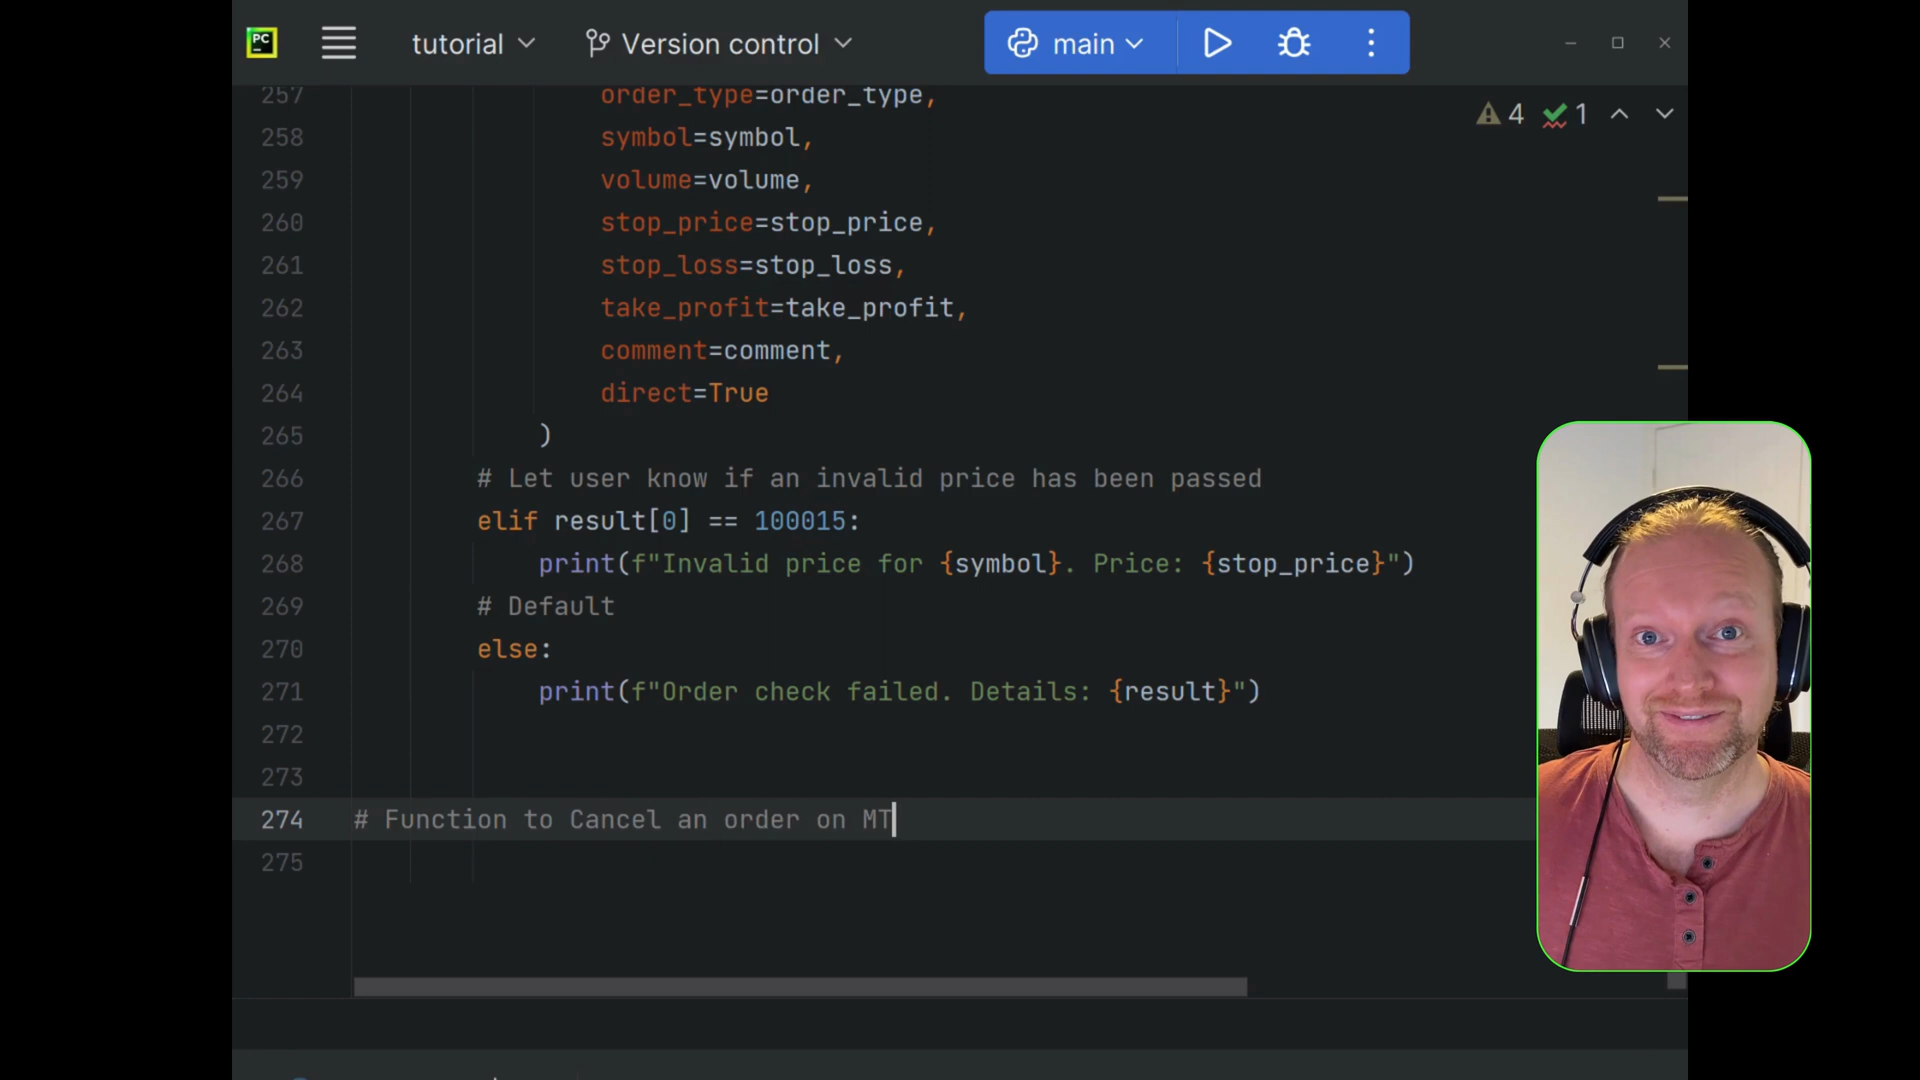 PC
tutorial
Version control
main
4
1
257 order_type=order_type,
258 symbol=symbol,
259 volume=volume,
260 stop_price=stop_price,
261 stop_loss=stop_loss,
262 take_profit=take_profit,
263 comment=comment,
264 direct=True
265 )
266 # Let user know if an invalid price has been passed
267 elif result[0] == 100015:
268 print(f"Invalid price for {symbol}. Price: {stop_price}")
269 # Default
270 else:
271 print(f"Order check failed. Details: {result}")
272
273
274 # Function to Cancel an order on MT
275